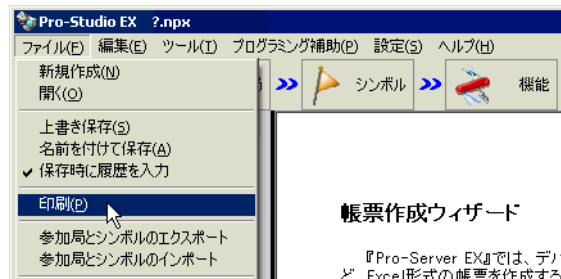 Pro-Studio EX ?.npx
ファイル(F) 編集(E) ツール(T) プログラミング補助(P) 設定(S) ヘルプ(H)
新規作成(N)
開く(O)
シンボル
機能
上書き保存(S)
名前を付けて保存(A)
保存時に履歴を入力
印刷(P)
参加局とシンボルのエクスポート
参加局とシンボルのインポート
帳票作成ウィザード
『Pro-Server EX』では、デバ
ど、Excel形式の帳票を作成する